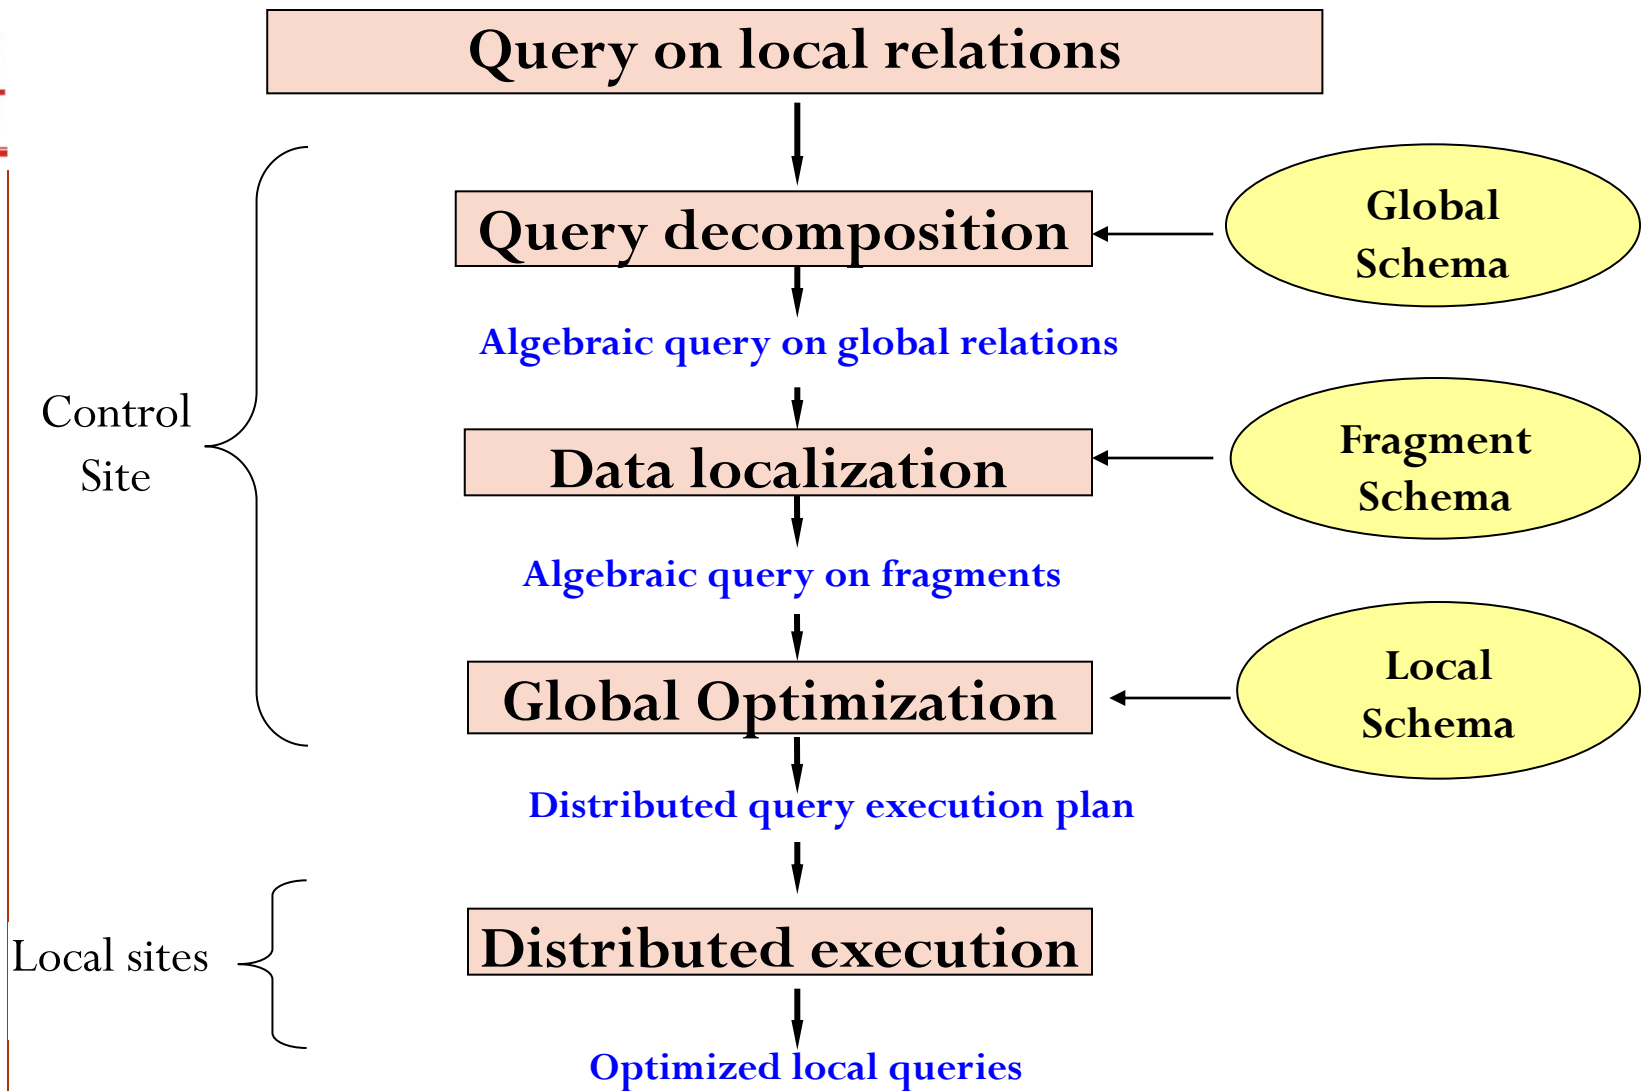 Query on local relations
Query decomposition
Global
Schema
Algebraic query on global relations
Control
Site
Data localization
Fragment
Schema
Algebraic query on fragments
Global Optimization
Local
Schema
Distributed query execution plan
Local sites
Distributed execution
Optimized local queries